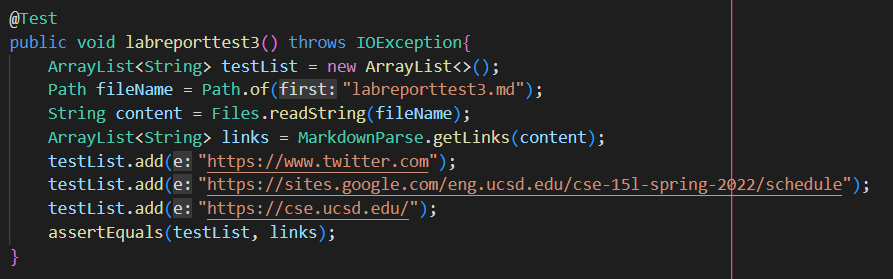 @Test
public void labreporttest3() throws IOException{
ArrayList<String> testList = new ArrayList<>();
Path fileName = Path.of(first: "labreporttest3.md");
String content = Files.readString(fileName);
ArrayList<String> links = MarkdownParse.getLinks(content);
testList.add(e: "https://www.twitter.com");
testList.add(e: "https://sites.google.com/eng.ucsd.edu/cse-15l-spring-2022/schedule");
testList.add(e: "https://cse.ucsd.edu/");
assertEquals(testList, links);
}